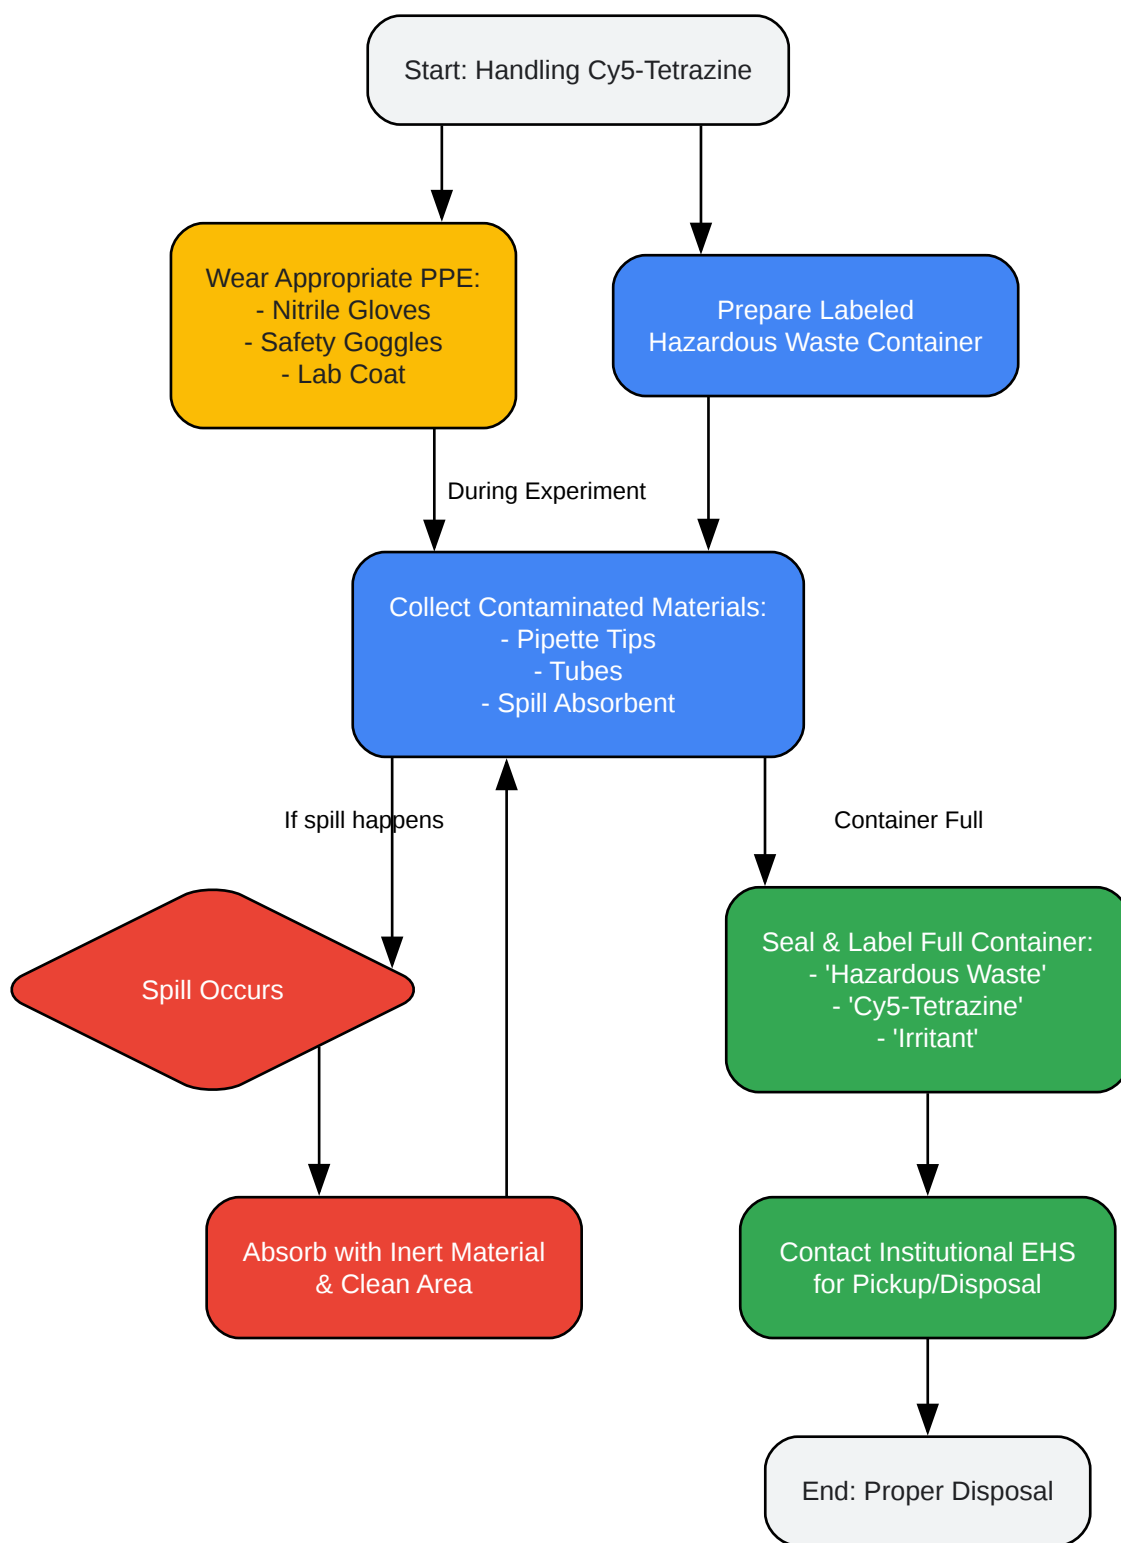 Start: Handling Cy5-Tetrazine
Wear Appropriate PPE:
- Nitrile Gloves
- Safety Goggles
- Lab Coat
Prepare Labeled
Hazardous Waste Container
During Experiment
Collect Contaminated Materials:
- Pipette Tips
- Tubes
- Spill Absorbent
If spill happens
Container Full
Spill Occurs
Seal & Label Full Container:
- 'Hazardous Waste'
- 'Cy5-Tetrazine'
- 'Irritant'
Absorb with Inert Material
& Clean Area
Contact Institutional EHS
for Pickup/Disposal
End: Proper Disposal